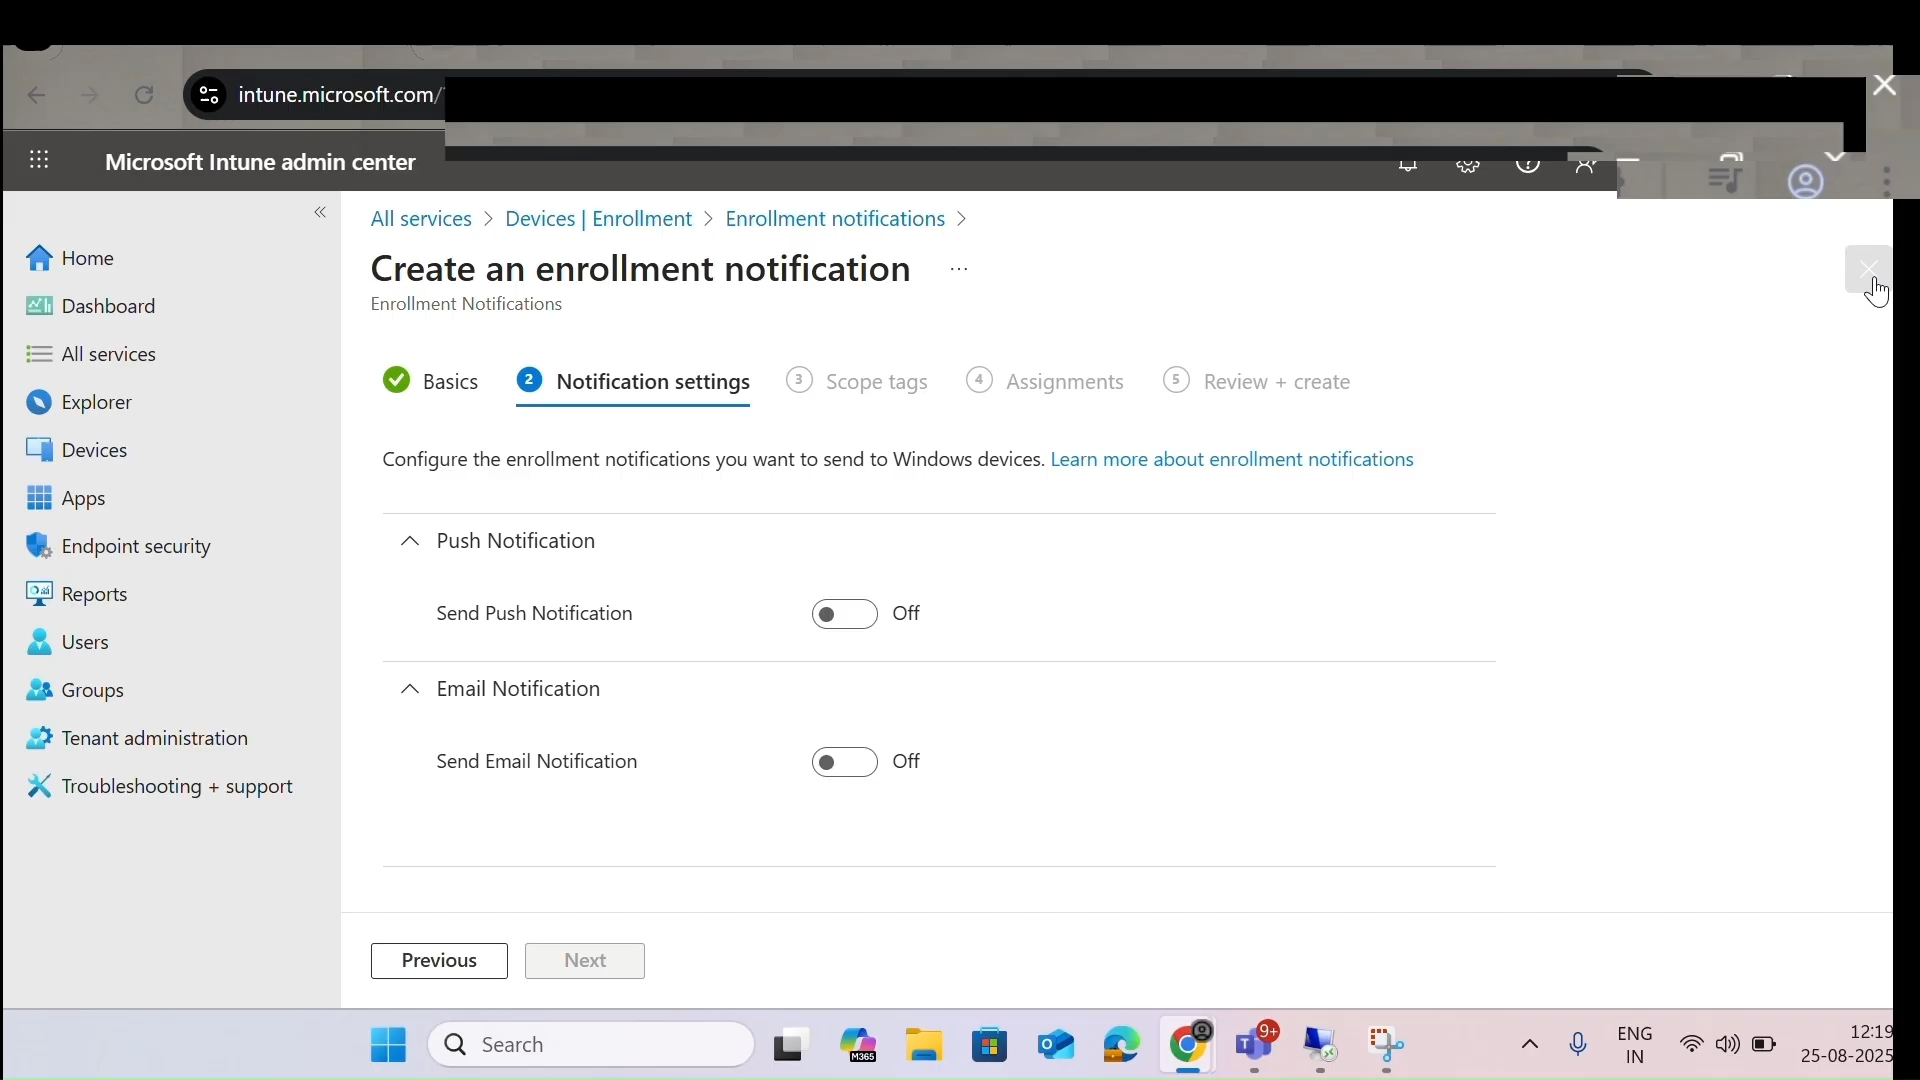 intune.microsoft.com/
Microsoft Intune admin center
All services > Devices | Enrollment > Enrollment notifications >
Create an enrollment notification ...
Enrollment Notifications
Home
Dashboard
All services
Explorer
Devices
Apps
Endpoint security
Reports
Users
Groups
Tenant administration
Troubleshooting + support
Basics 2 Notification settings 3 Scope tags 4 Assignments 5 Review + create
Configure the enrollment notifications you want to send to Windows devices. Learn more about enrollment notifications
Push Notification
Send Push Notification Off
Email Notification
Send Email Notification Off
Previous Next
Search
M365
9+
ENG
IN
12:19
25-08-2025